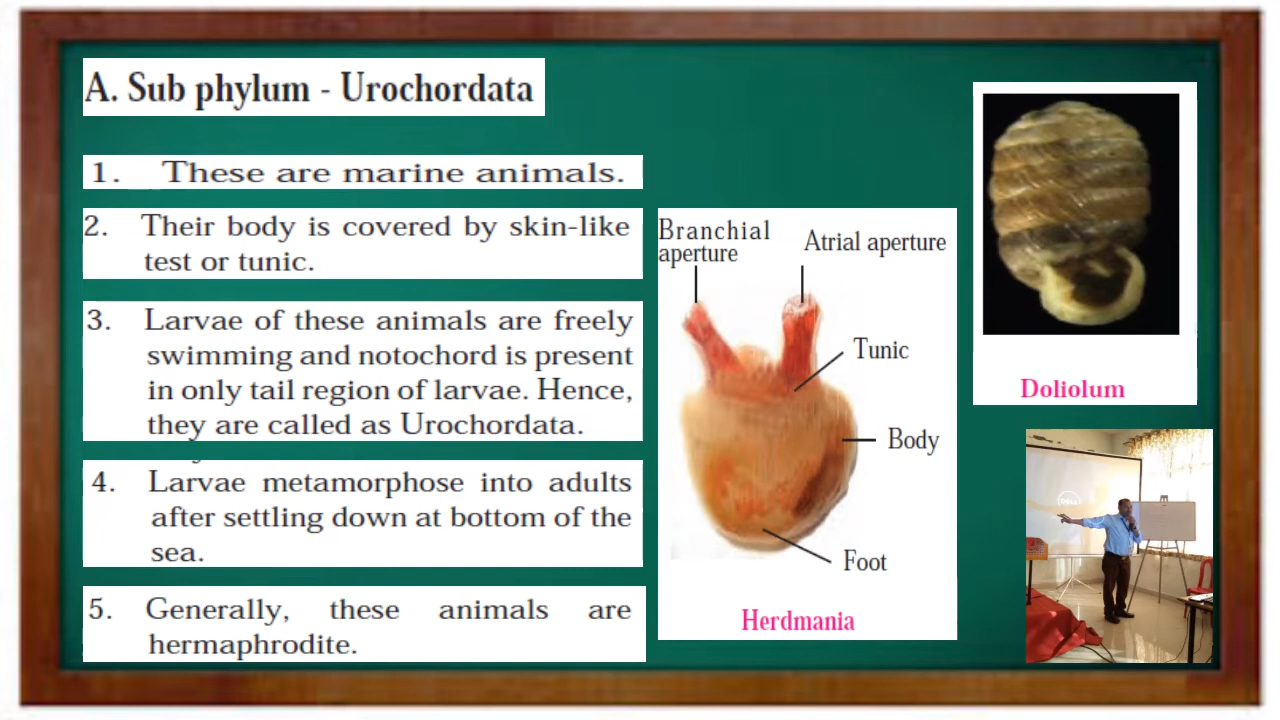 A. Sub phylum - Urochordata
1. These are marine animals.
2. Their body is covered by skin-like
test or tunic.
3. Larvae of these animals are freely
swimming and notochord is present
in only tail region of larvae. Hence,
they are called as Urochordata.
4. Larvae metamorphose into adults
after settling down at bottom of the
sea.
5. Generally, these animals are
hermaphrodite.
Branchial
aperture
Atrial aperture
Tunic
Body
Foot
Herdmania
Doliolum
DELL